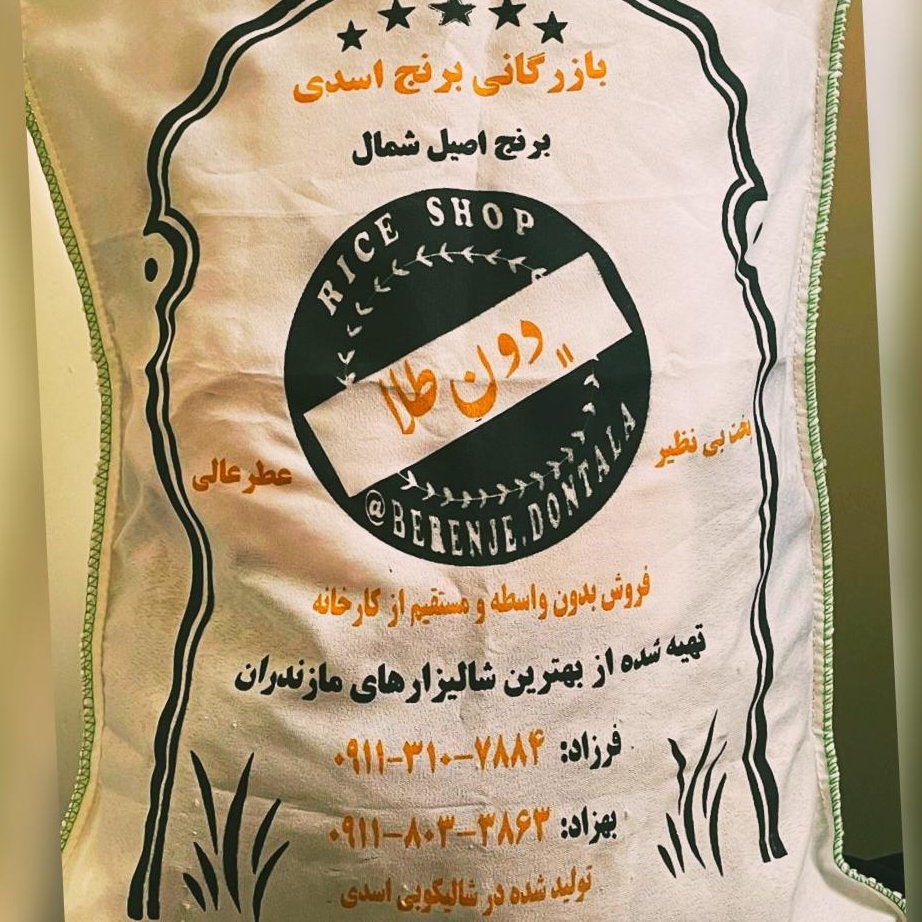 بازرگانی برنج اسدی
برنج اصیل شمال
RICE SHOP
دون طلا
@BERENJE.DONTALA
پخت بی نظیر
عطر عالی
فروش بدون واسطه و مستقیم از کارخانه
تهیه شده از بهترین شالیزارهای مازندران
فرزاد: ۰۹۱۱-۳۱۰-۷۸۸۴
بهزاد: ۰۹۱۱-۸۰۳-۳۸۶۳
تولید شده در شالیکوبی اسدی